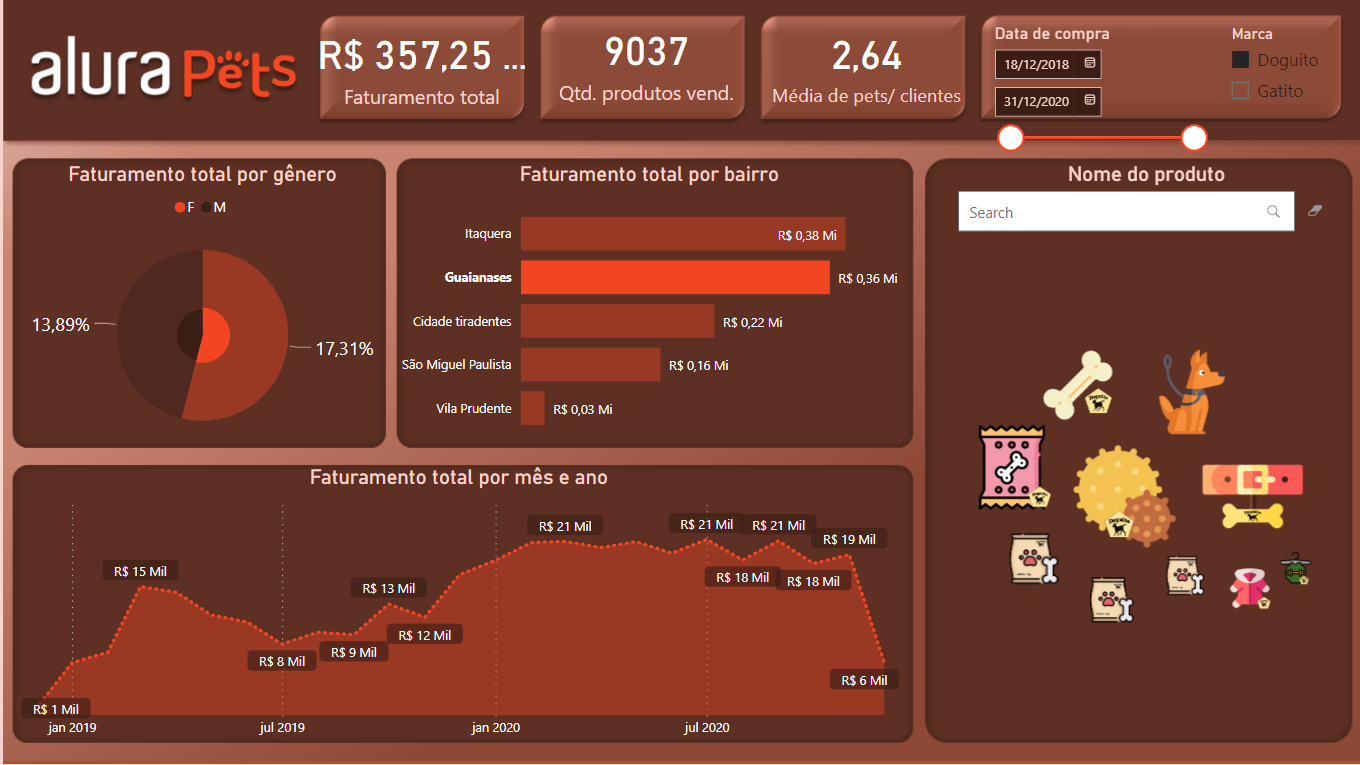 alura Pets
R$ 357,25 ...
Faturamento total
9037
Qtd. produtos vend.
2,64
Média de pets/ clientes
Data de compra
18/12/2018
31/12/2020
Marca
Doguito
Gatito
Faturamento total por gênero
F M
13,89%
17,31%
Faturamento total por bairro
Itaquera R$ 0,38 Mi
Guaianases R$ 0,36 Mi
Cidade tiradentes R$ 0,22 Mi
São Miguel Paulista R$ 0,16 Mi
Vila Prudente R$ 0,03 Mi
Nome do produto
Search
Faturamento total por mês e ano
R$ 1 Mil
R$ 15 Mil
R$ 8 Mil
R$ 9 Mil
R$ 13 Mil
R$ 12 Mil
R$ 21 Mil
R$ 21 Mil
R$ 18 Mil
R$ 21 Mil
R$ 18 Mil
R$ 19 Mil
R$ 6 Mil
jan 2019 jul 2019 jan 2020 jul 2020